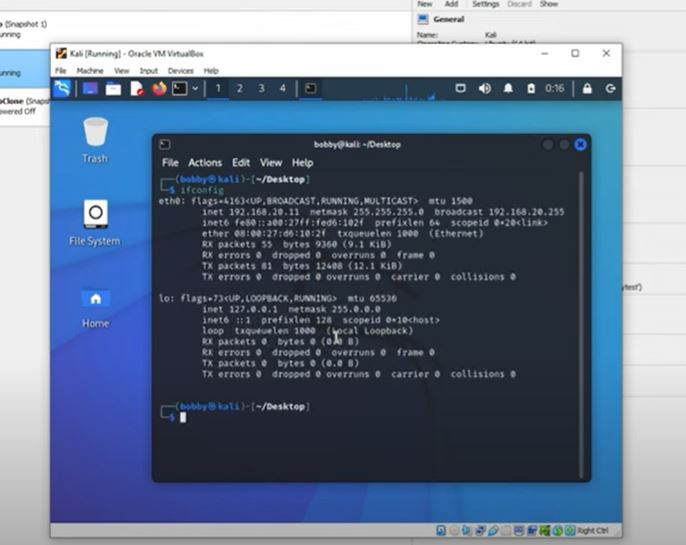 New Add Settings Discard Show
(Snapshot 1)
General
unning
Name: Kali
Kali [Running] - Oracle VM VirtualBox
File Machine View Input Devices Help
unning
1 2 3 4
0:16
Clone (Snaps
owered Off
bobby@kali: ~/Desktop
Trash
File Actions Edit View Help
(bobby㉿kali)-[~/Desktop]
$ ifconfig
eth0: flags=4163<UP,BROADCAST,RUNNING,MULTICAST> mtu 1500
inet 192.168.20.11 netmask 255.255.255.0 broadcast 192.168.20.255
inet6 fe80::a00:27ff:fed6:102f prefixlen 64 scopeid 0×20<link>
ether 08:00:27:d6:10:2f txqueuelen 1000 (Ethernet)
RX packets 55 bytes 9360 (9.1 KiB)
RX errors 0 dropped 0 overruns 0 frame 0
TX packets 81 bytes 12408 (12.1 KiB)
TX errors 0 dropped 0 overruns 0 carrier 0 collisions 0
File System
lo: flags=73<UP,LOOPBACK,RUNNING> mtu 65536
inet 127.0.0.1 netmask 255.0.0.0
inet6 ::1 prefixlen 128 scopeid 0×10<host>
loop txqueuelen 1000 (Local Loopback)
RX packets 0 bytes 0 (0.0 B)
RX errors 0 dropped 0 overruns 0 frame 0
TX packets 0 bytes 0 (0.0 B)
TX errors 0 dropped 0 overruns 0 carrier 0 collisions 0
Home
(bobby㉿kali)-[~/Desktop]
$
Right Ctrl